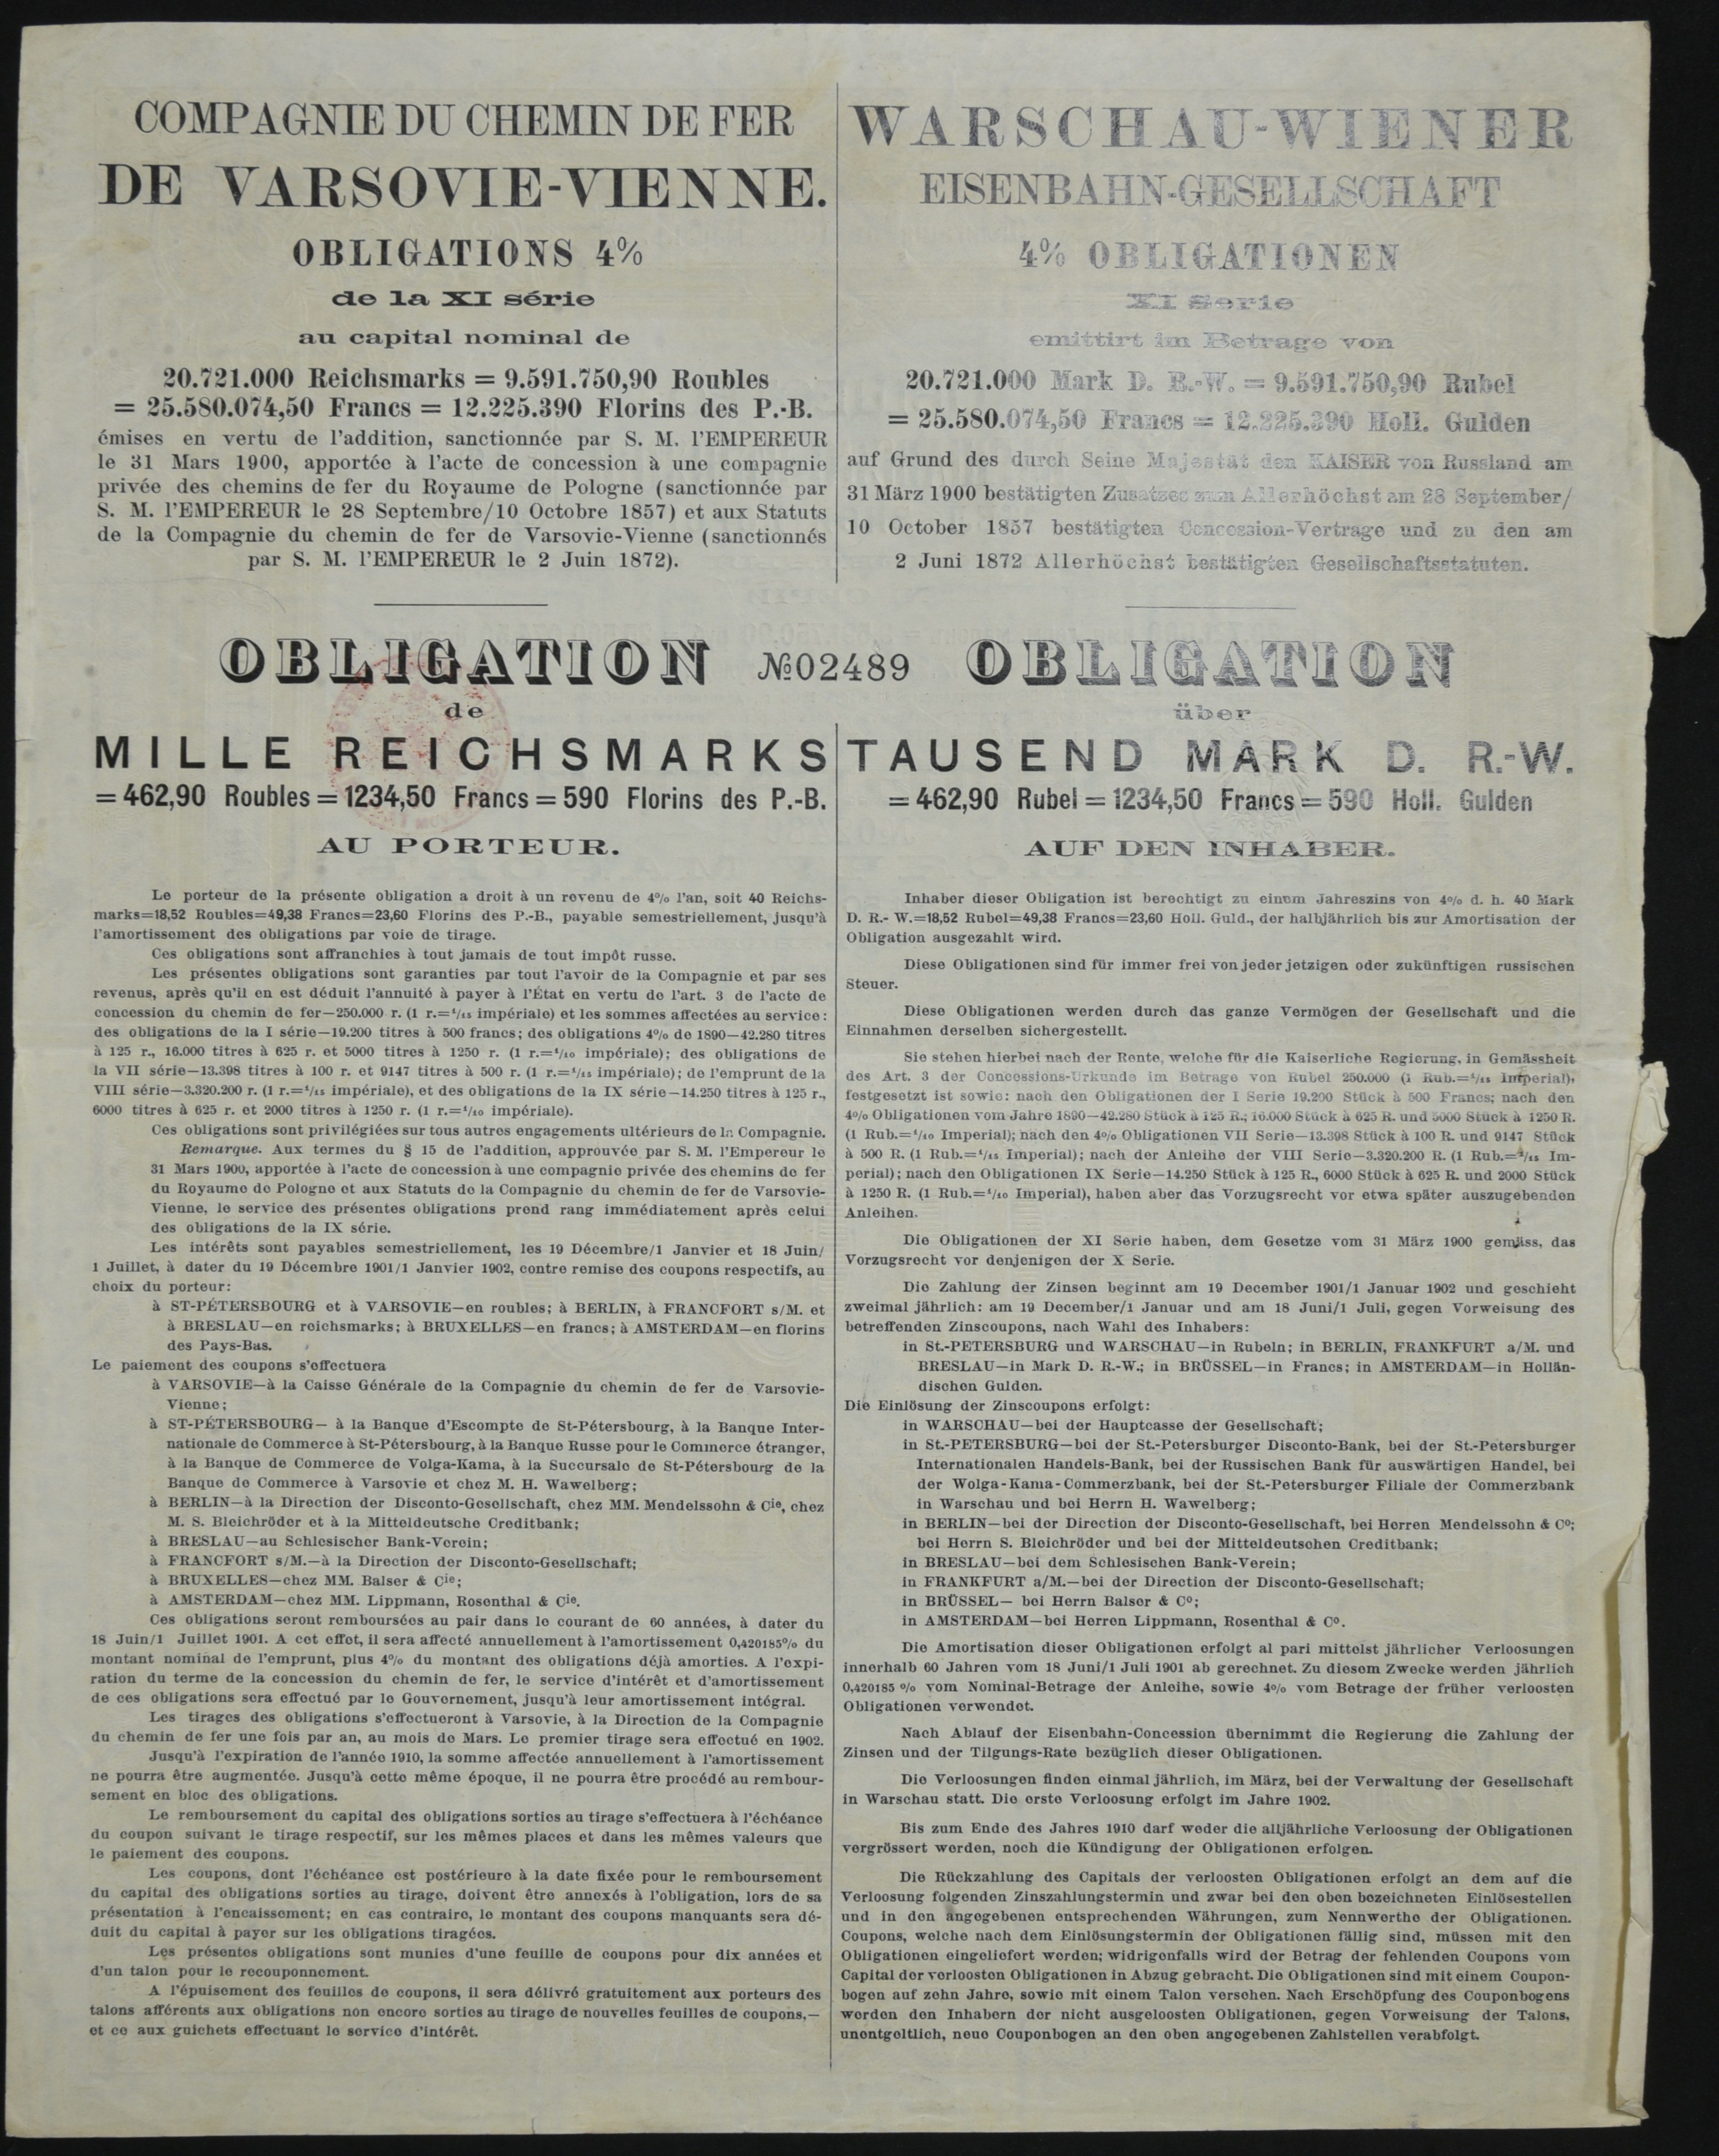 COMPAGNIE DU CHEMIN DE FER
DE VARSOVIE-VIENNE.
OBLIGATIONS 4%
de la XI série
au capital nominal de
20.721.000 Reichsmarks = 9.591.750,90 Roubles
= 25.580.074,50 Francs = 12.225.390 Florins des P.-B.
émises en vertu de l'addition, sanctionnée par S. M. l'EMPEREUR
le 31 Mars 1900, apportée à l'acte de concession à une compagnie
privée des chemins de fer du Royaume de Pologne (sanctionnée par
S. M. l'EMPEREUR le 28 Septembre/10 Octobre 1857) et aux Statuts
de la Compagnie du chemin de fer de Varsovie-Vienne (sanctionnés
par S. M. l'EMPEREUR le 2 Juin 1872).
WARSCHAU-WIENER
EISENBAHN-GESELLSCHAFT
4% OBLIGATIONEN
XI Serie
emittirt im Betrage von
20.721.000 Mark D. R.-W. = 9.591.750,90 Rubel
= 25.580.074,50 Francs = 12.225.390 Holl. Gulden
auf Grund des durch Seine Majestät den KAISER von Russland am
31 März 1900 bestätigten Zusatzes zum Allerhöchst am 28 September/
10 October 1857 bestätigten Concession-Vertrage und zu den am
2 Juni 1872 Allerhöchst bestätigten Gesellschaftsstatuten.
OBLIGATION №02489 OBLIGATION
de
MILLE REICHSMARKS
= 462,90 Roubles = 1234,50 Francs = 590 Florins des P.-B.
AU PORTEUR.
Le porteur de la présente obligation a droit à un revenu de 4% l'an, soit 40 Reichs-
marks=18,52 Roubles=49,38 Francs=23,60 Florins des P.-B., payable semestriellement, jusqu'à
l'amortissement des obligations par voie de tirage.
Ces obligations sont affranchies à tout jamais de tout impôt russe.
Les présentes obligations sont garanties par tout l'avoir de la Compagnie et par ses
revenus, après qu'il en est déduit l'annuité à payer à l'État en vertu de l'art. 3 de l'acte de
concession du chemin de fer—250.000 r. (1 r.=1/15 impériale) et les sommes affectées au service:
des obligations de la I série—19.200 titres à 500 francs; des obligations 4% de 1890—42.280 titres
à 125 r., 16.000 titres à 625 r. et 5000 titres à 1250 r. (1 r.=1/10 impériale); des obligations de
la VII série—13.398 titres à 100 r. et 9147 titres à 500 r. (1 r.=1/15 impériale); de l'emprunt de la
VIII série—3.320.200 r. (1 r.=1/15 impériale), et des obligations de la IX série—14.250 titres à 125 r.,
6000 titres à 625 r. et 2000 titres à 1250 r. (1 r.=1/10 impériale).
Ces obligations sont privilégiées sur tous autres engagements ultérieurs de la Compagnie.
Remarque. Aux termes du § 15 de l'addition, approuvée par S. M. l'Empereur le
31 Mars 1900, apportée à l'acte de concession à une compagnie privée des chemins de fer
du Royaume de Pologne et aux Statuts de la Compagnie du chemin de fer de Varsovie-
Vienne, le service des présentes obligations prend rang immédiatement après celui
des obligations de la IX série.
Les intérêts sont payables semestriellement, les 19 Décembre/1 Janvier et 18 Juin/
1 Juillet, à dater du 19 Décembre 1901/1 Janvier 1902, contre remise des coupons respectifs, au
choix du porteur:
à ST-PÉTERSBOURG et à VARSOVIE—en roubles; à BERLIN, à FRANCFORT s/M. et
à BRESLAU—en reichsmarks; à BRUXELLES—en francs; à AMSTERDAM—en florins
des Pays-Bas.
Le paiement des coupons s'effectuera
à VARSOVIE—à la Caisse Générale de la Compagnie du chemin de fer de Varsovie-
Vienne;
à ST-PÉTERSBOURG— à la Banque d'Escompte de St-Pétersbourg, à la Banque Inter-
nationale de Commerce à St-Pétersbourg, à la Banque Russe pour le Commerce étranger,
à la Banque de Commerce de Volga-Kama, à la Succursale de St-Pétersbourg de la
Banque de Commerce à Varsovie et chez M. H. Wawelberg;
à BERLIN—à la Direction der Disconto-Gesellschaft, chez MM. Mendelssohn & Cie, chez
M. S. Bleichröder et à la Mitteldeutsche Creditbank;
à BRESLAU—au Schlesischer Bank-Verein;
à FRANCFORT s/M.—à la Direction der Disconto-Gesellschaft;
à BRUXELLES—chez MM. Balser & Cie;
à AMSTERDAM—chez MM. Lippmann, Rosenthal & Cie.
Ces obligations seront remboursées au pair dans le courant de 60 années, à dater du
18 Juin/1 Juillet 1901. A cet effet, il sera affecté annuellement à l'amortissement 0,420185% du
montant nominal de l'emprunt, plus 4% du montant des obligations déjà amorties. A l'expi-
ration du terme de la concession du chemin de fer, le service d'intérêt et d'amortissement
de ces obligations sera effectué par le Gouvernement, jusqu'à leur amortissement intégral.
Les tirages des obligations s'effectueront à Varsovie, à la Direction de la Compagnie
du chemin de fer une fois par an, au mois de Mars. Le premier tirage sera effectué en 1902.
Jusqu'à l'expiration de l'année 1910, la somme affectée annuellement à l'amortissement
ne pourra être augmentée. Jusqu'à cette même époque, il ne pourra être procédé au rembour-
sement en bloc des obligations.
Le remboursement du capital des obligations sorties au tirage s'effectuera à l'échéance
du coupon suivant le tirage respectif, sur les mêmes places et dans les mêmes valeurs que
le paiement des coupons.
Les coupons, dont l'échéance est postérieure à la date fixée pour le remboursement
du capital des obligations sorties au tirage, doivent être annexés à l'obligation, lors de sa
présentation à l'encaissement; en cas contraire, le montant des coupons manquants sera dé-
duit du capital à payer sur les obligations tiragées.
Les présentes obligations sont munies d'une feuille de coupons pour dix années et
d'un talon pour le recouponnement.
A l'épuisement des feuilles de coupons, il sera délivré gratuitement aux porteurs des
talons afférents aux obligations non encore sorties au tirage de nouvelles feuilles de coupons,—
et ce aux guichets effectuant le service d'intérêt.
über
TAUSEND MARK D. R.-W.
= 462,90 Rubel = 1234,50 Francs = 590 Holl. Gulden
AUF DEN INHABER.
Inhaber dieser Obligation ist berechtigt zu einem Jahreszins von 4% d. h. 40 Mark
D. R.- W.=18,52 Rubel=49,38 Francs=23,60 Holl. Guld., der halbjährlich bis zur Amortisation der
Obligation ausgezahlt wird.
Diese Obligationen sind für immer frei von jeder jetzigen oder zukünftigen russischen
Steuer.
Diese Obligationen werden durch das ganze Vermögen der Gesellschaft und die
Einnahmen derselben sichergestellt.
Sie stehen hierbei nach der Rente, welche für die Kaiserliche Regierung, in Gemässheit
des Art. 3 der Concessions-Urkunde im Betrage von Rubel 250.000 (1 Rub.=1/15 Imperial),
festgesetzt ist sowie: nach den Obligationen der I Serie 19.200 Stück à 500 Francs; nach den
4% Obligationen vom Jahre 1890—42.280 Stück à 125 R.; 16.000 Stück à 625 R. und 5000 Stück à 1250 R.
(1 Rub.=1/10 Imperial); nach den 4% Obligationen VII Serie—13.398 Stück à 100 R. und 9147 Stück
à 500 R. (1 Rub.=1/15 Imperial); nach der Anleihe der VIII Serie—3.320.200 R. (1 Rub.=1/15 Im-
perial); nach den Obligationen IX Serie—14.250 Stück à 125 R., 6000 Stück à 625 R. und 2000 Stück
à 1250 R. (1 Rub.=1/10 Imperial), haben aber das Vorzugsrecht vor etwa später auszugebenden
Anleihen.
Die Obligationen der XI Serie haben, dem Gesetze vom 31 März 1900 gemäss, das
Vorzugsrecht vor denjenigen der X Serie.
Die Zahlung der Zinsen beginnt am 19 December 1901/1 Januar 1902 und geschieht
zweimal jährlich: am 19 December/1 Januar und am 18 Juni/1 Juli, gegen Vorweisung des
betreffenden Zinscoupons, nach Wahl des Inhabers:
in St.-PETERSBURG und WARSCHAU—in Rubeln; in BERLIN, FRANKFURT a/M. und
BRESLAU—in Mark D. R.-W.; in BRÜSSEL—in Francs; in AMSTERDAM—in Hollän-
dischen Gulden.
Die Einlösung der Zinscoupons erfolgt:
in WARSCHAU—bei der Hauptcasse der Gesellschaft;
in St.-PETERSBURG—bei der St.-Petersburger Disconto-Bank, bei der St.-Petersburger
Internationalen Handels-Bank, bei der Russischen Bank für auswärtigen Handel, bei
der Wolga-Kama-Commerzbank, bei der St.-Petersburger Filiale der Commerzbank
in Warschau und bei Herrn H. Wawelberg;
in BERLIN—bei der Direction der Disconto-Gesellschaft, bei Herren Mendelssohn & Co;
bei Herrn S. Bleichröder und bei der Mitteldeutschen Creditbank;
in BRESLAU—bei dem Schlesischen Bank-Verein;
in FRANKFURT a/M.—bei der Direction der Disconto-Gesellschaft;
in BRÜSSEL— bei Herrn Balser & Co;
in AMSTERDAM—bei Herren Lippmann, Rosenthal & Co.
Die Amortisation dieser Obligationen erfolgt al pari mittelst jährlicher Verloosungen
innerhalb 60 Jahren vom 18 Juni/1 Juli 1901 ab gerechnet. Zu diesem Zwecke werden jährlich
0,420185 % vom Nominal-Betrage der Anleihe, sowie 4% vom Betrage der früher verloosten
Obligationen verwendet.
Nach Ablauf der Eisenbahn-Concession übernimmt die Regierung die Zahlung der
Zinsen und der Tilgungs-Rate bezüglich dieser Obligationen.
Die Verloosungen finden einmal jährlich, im März, bei der Verwaltung der Gesellschaft
in Warschau statt. Die erste Verloosung erfolgt im Jahre 1902.
Bis zum Ende des Jahres 1910 darf weder die alljährliche Verloosung der Obligationen
vergrössert werden, noch die Kündigung der Obligationen erfolgen.
Die Rückzahlung des Capitals der verloosten Obligationen erfolgt an dem auf die
Verloosung folgenden Zinszahlungstermin und zwar bei den oben bezeichneten Einlösestellen
und in den angegebenen entsprechenden Währungen, zum Nennwerthe der Obligationen.
Coupons, welche nach dem Einlösungstermin der Obligationen fällig sind, müssen mit den
Obligationen eingeliefert werden; widrigenfalls wird der Betrag der fehlenden Coupons vom
Capital der verloosten Obligationen in Abzug gebracht. Die Obligationen sind mit einem Coupon-
bogen auf zehn Jahre, sowie mit einem Talon versehen. Nach Erschöpfung des Couponbogens
werden den Inhabern der nicht ausgeloosten Obligationen, gegen Vorweisung der Talons,
unentgeltlich, neue Couponbogen an den oben angegebenen Zahlstellen verabfolgt.